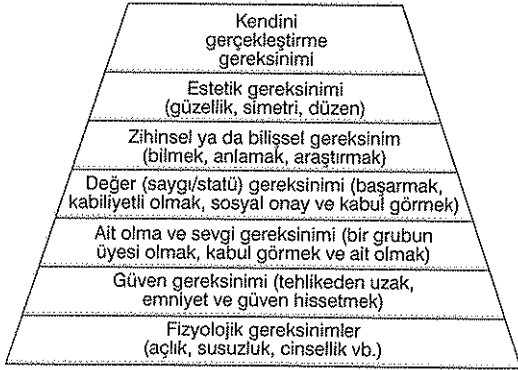 Kendini
gerçekleştirme
gereksinimi
Estetik gereksinimi
(güzellik, simetri, düzen)
Zihinsel ya da bilişsel gereksinim
(bilmek, anlamak, araştırmak)
Değer (saygı/statü) gereksinimi (başarmak,
kabiliyetli olmak, sosyal onay ve kabul görmek)
Ait olma ve sevgi gereksinimi (bir grubun
üyesi olmak, kabul görmek ve ait olmak)
Güven gereksinimi (tehlikeden uzak,
emniyet ve güven hissetmek)
Fizyolojik gereksinimler
(açlık, susuzluk, cinsellik vb.)